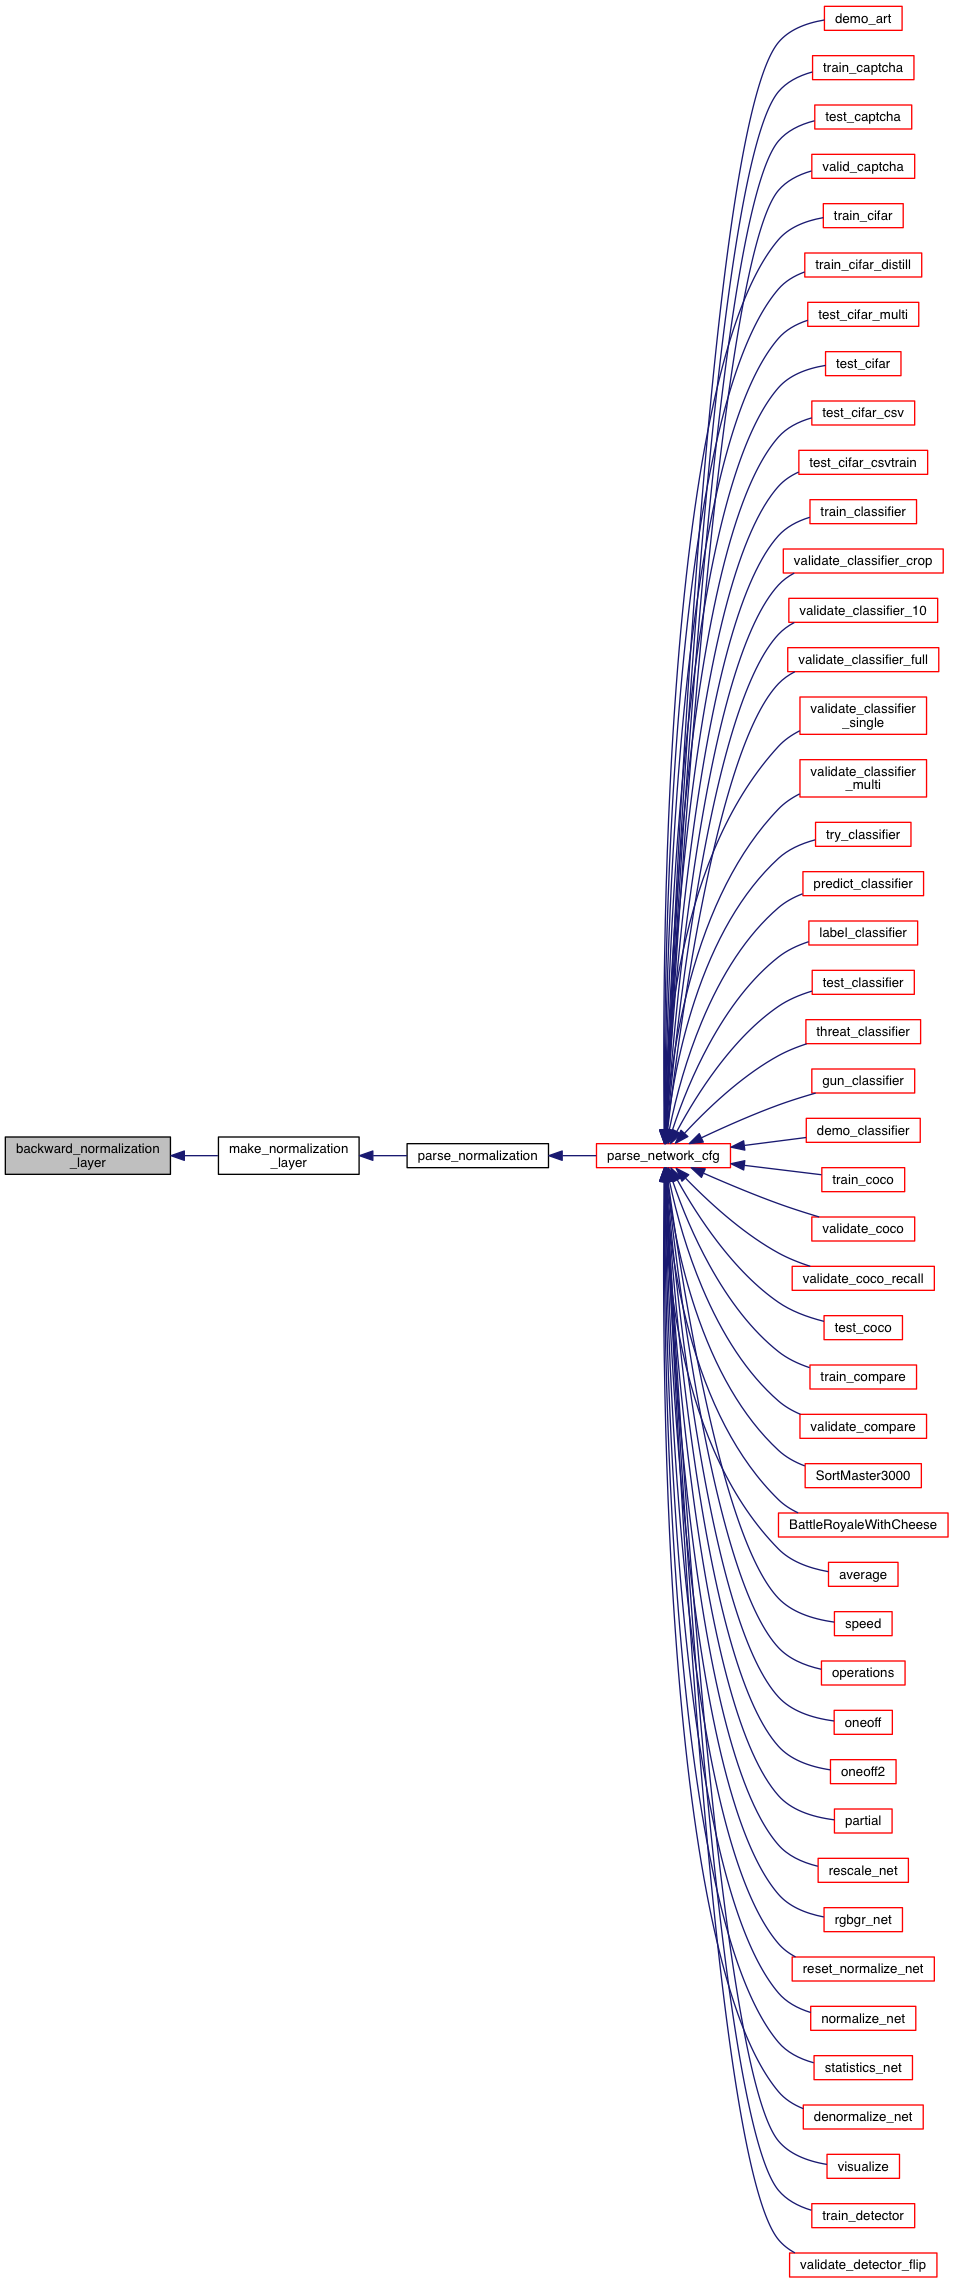 demo_art
train_captcha
test_captcha
valid_captcha
train_cifar
train_cifar_distill
test_cifar_multi
test_cifar
test_cifar_csv
test_cifar_csvtrain
train_classifier
validate_classifier_crop
validate_classifier_10
validate_classifier_full
validate_classifier
_single
validate_classifier
_multi
try_classifier
predict_classifier
label_classifier
test_classifier
threat_classifier
gun_classifier
demo_classifier
backward_normalization
_layer
make_normalization
_layer
parse_normalization
parse_network_cfg
train_coco
validate_coco
validate_coco_recall
test_coco
train_compare
validate_compare
SortMaster3000
BattleRoyaleWithCheese
average
speed
operations
oneoff
oneoff2
partial
rescale_net
rgbgr_net
reset_normalize_net
normalize_net
statistics_net
denormalize_net
visualize
train_detector
validate_detector_flip